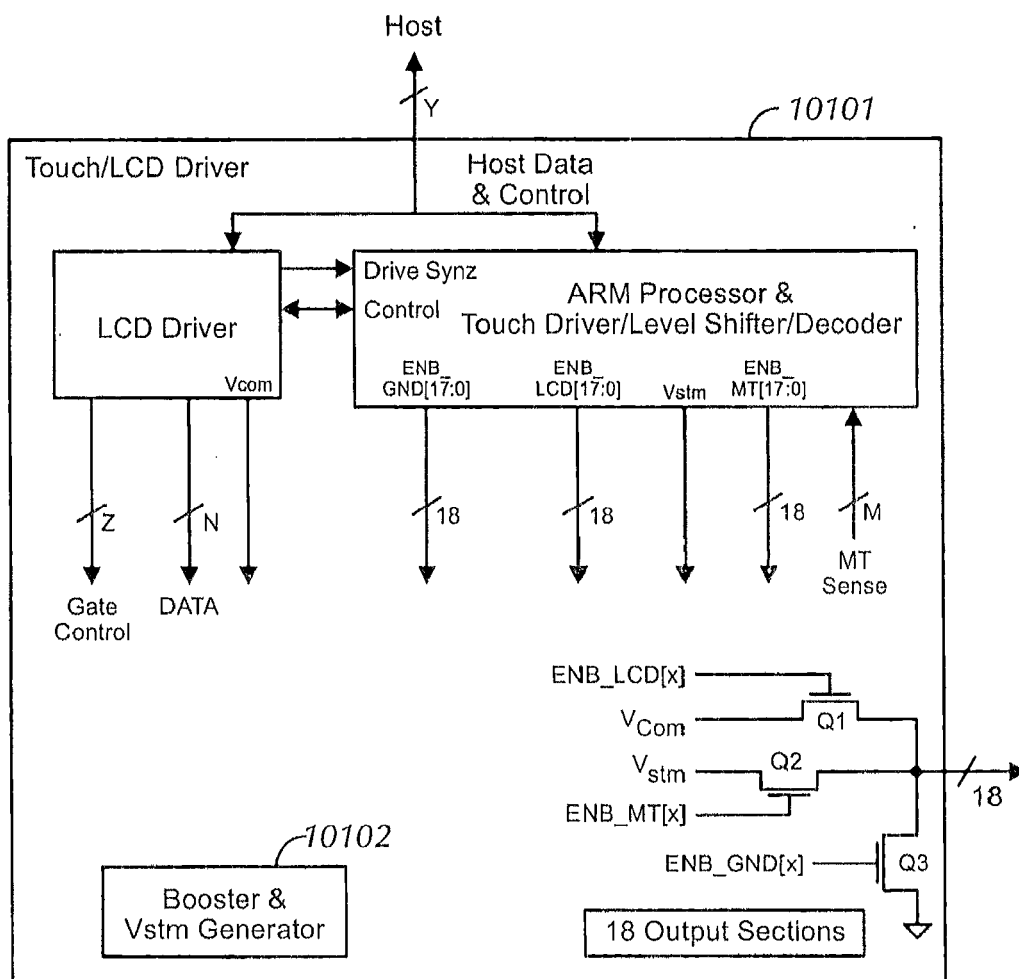 Host
Y
10101
Touch/LCD Driver
Host Data
& Control
LCD Driver
Vcom
Drive Synz
Control
ARM Processor &
Touch Driver/Level Shifter/Decoder
ENB_
GND[17:0]
ENB_
LCD[17:0]
Vstm
ENB_
MT[17:0]
Z
N
18
18
18
M
Gate
Control
DATA
MT
Sense
ENB_LCD[x]
VCom
Q1
Vstm
Q2
ENB_MT[x]
18
ENB_GND[x]
Q3
10102
Booster &
Vstm Generator
18 Output Sections